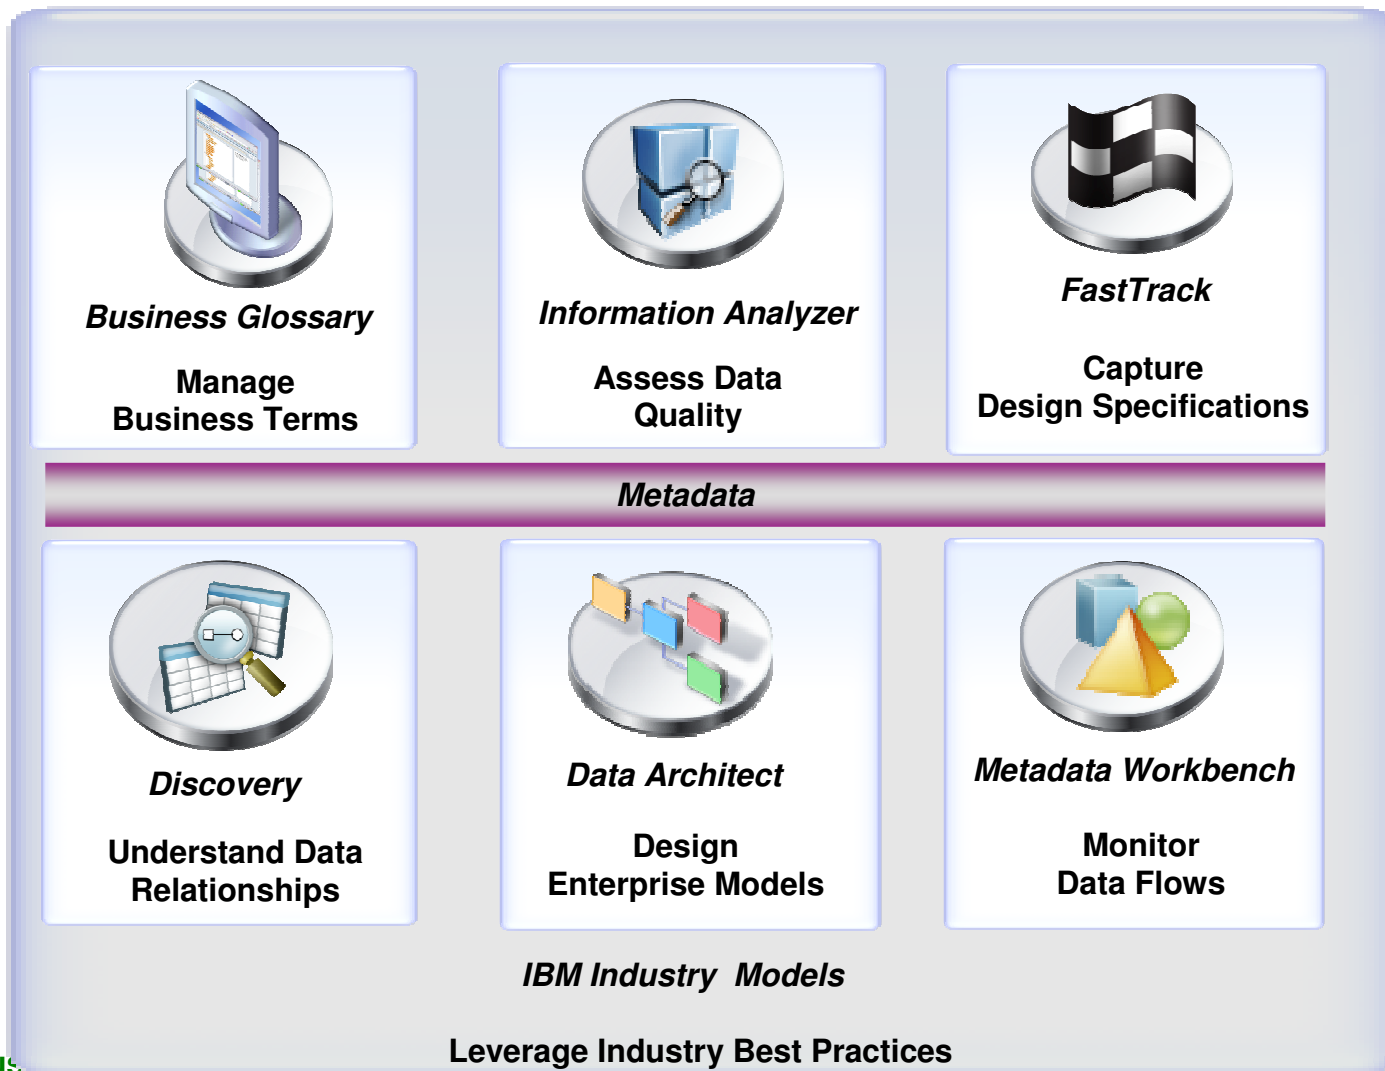 Business Glossary
Manage
Business Terms
Information Analyzer
Assess Data
Quality
FastTrack
Capture
Design Specifications
Metadata
Discovery
Understand Data
Relationships
Data Architect
Design
Enterprise Models
Metadata Workbench
Monitor
Data Flows
IBM Industry  Models
Leverage Industry Best Practices